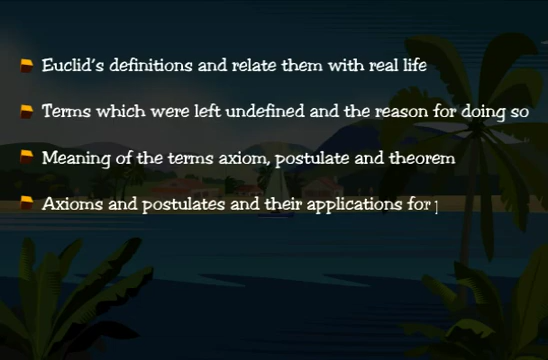 Euclid's definitions and relate them with real life
Terms which were left undefined and the reason for doing so
Meaning of the terms axiom, postulate and theorem
Axioms and postulates and their applications for